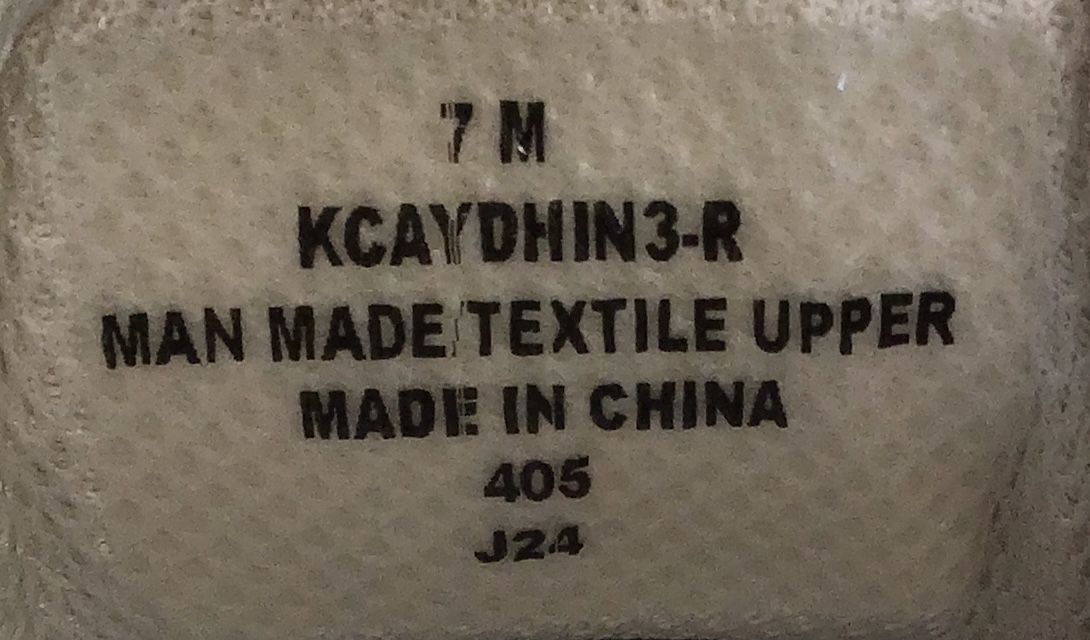 7 M
KCAYDHIN3-R
MAN MADE/TEXTILE UPPER
MADE IN CHINA
405
J24